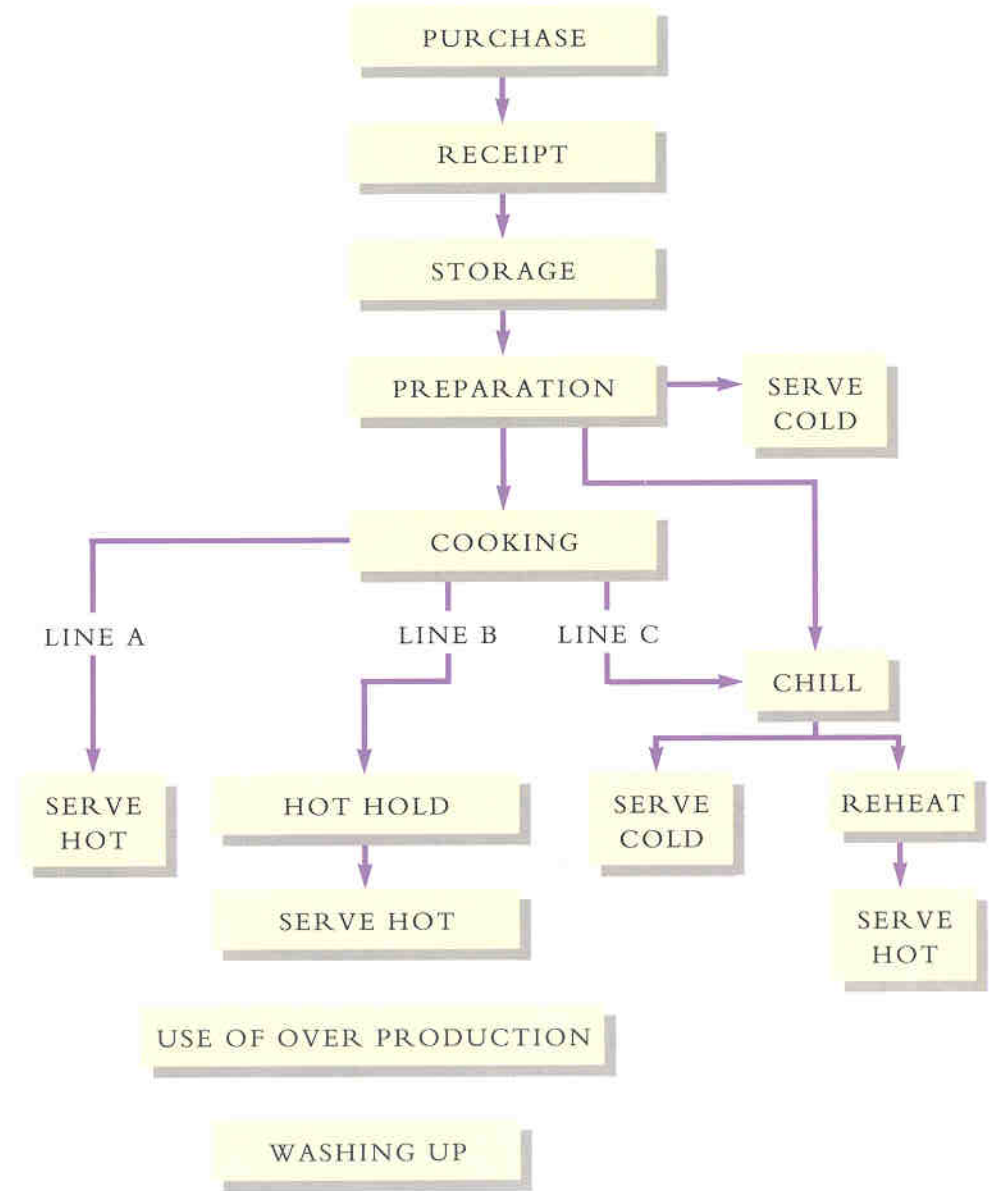 PURCHASE
RECEIPT
STORAGE
PREPARATION
SERVE
COLD
COOKING
LINE A
LINE B
LINE C
CHILL
SERVE
HOT
HOT HOLD
SERVE
COLD
REHEAT
SERVE HOT
SERVE
HOT
USE OF OVER PRODUCTION
WASHING UP